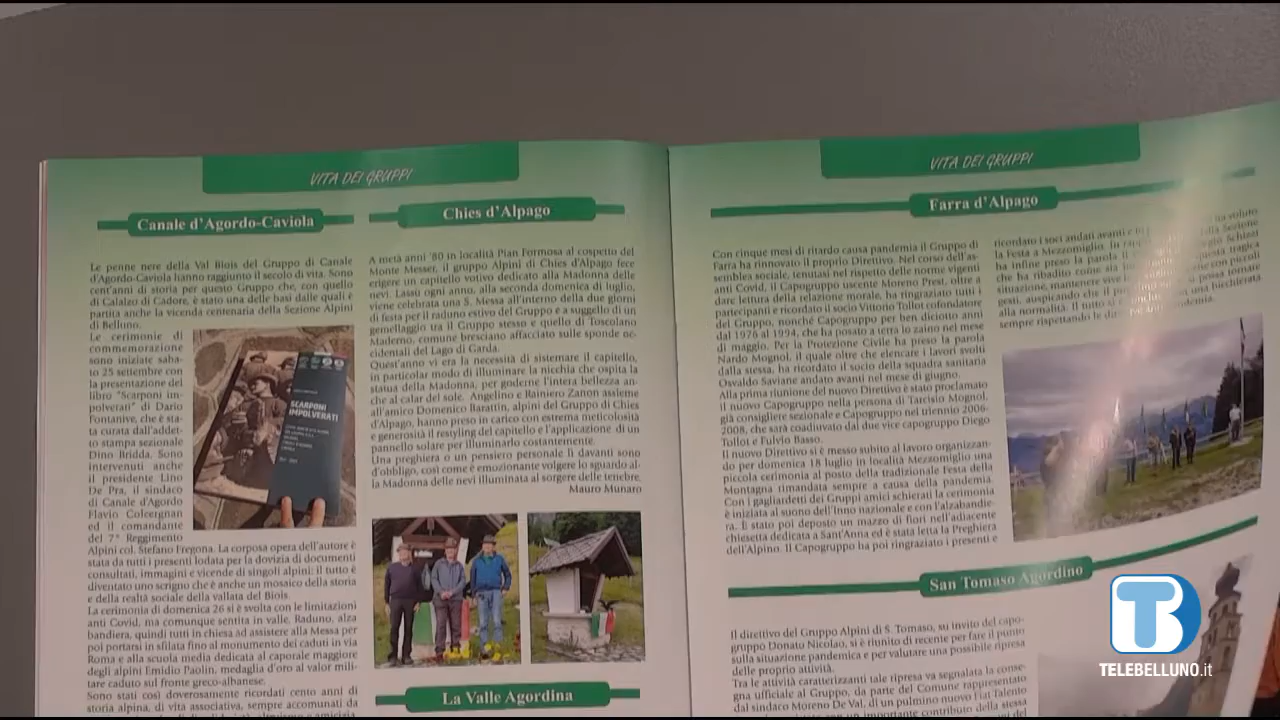 VITA DEI GRUPPI
Canale d'Agordo-Caviola
Le penne nere della Val Biois del Gruppo di Canale
d'Agordo-Caviola hanno raggiunto il secolo di vita. Sono
cent'anni di storia per questo Gruppo che, con quello
di Calalzo di Cadore, è stato una delle basi dalle quali è
partita anche la vicenda centenaria della Sezione Alpini
di Belluno.
Le cerimonie di
commemorazione
sono iniziate saba-
to 25 settembre con
la presentazione del
libro "Scarponi im-
polverati" di Dario
Fontanive, che è sta-
ta curata dall'addet-
to stampa sezionale
Dino Bridda. Sono
intervenuti anche
il presidente Lino
De Pra, il sindaco
di Canale d'Agordo
Flavio Colcergnan
ed il comandante
del 7° Reggimento
Alpini col. Stefano Fregona. La corposa opera dell'autore è
stata da tutti i presenti lodata per la dovizia di documenti
consultati, immagini e vicende di singoli alpini: il tutto è
diventato uno scrigno che è anche un mosaico della storia
e della realtà sociale della vallata del Biois.
La cerimonia di domenica 26 si è svolta con le limitazioni
anti Covid, ma comunque sentita in valle. Raduno, alza
bandiera, quindi tutti in chiesa ad assistere alla Messa per
poi portarsi in sfilata fino al monumento dei caduti in via
Roma e alla scuola media dedicata al caporale maggiore
degli alpini Emidio Paolin, medaglia d'oro al valor mili-
tare caduto sul fronte greco-albanese.
Sono stati così doverosamente ricordati cento anni di
storia alpina, di vita associativa, sempre accomunati da
SCARPONI
IMPOLVERATI
Chies d'Alpago
A metà anni '80 in località Pian Formosa al cospetto del
Monte Messer, il gruppo Alpini di Chies d'Alpago fece
erigere un capitello votivo dedicato alla Madonna delle
nevi. Lassù ogni anno, alla seconda domenica di luglio,
viene celebrata una S. Messa all'interno della due giorni
di festa per il raduno estivo del Gruppo e a suggello di un
gemellaggio tra il Gruppo stesso e quello di Toscolano
Maderno, comune bresciano affacciato sulle sponde oc-
cidentali del Lago di Garda.
Quest'anno vi era la necessità di sistemare il capitello,
in particolar modo di illuminare la nicchia che ospita la
statua della Madonna, per goderne l'intera bellezza an-
che al calar del sole. Angelino e Rainiero Zanon assieme
all'amico Domenico Barattin, alpini del Gruppo di Chies
d'Alpago, hanno preso in carico con estrema meticolosità
e generosità il resyling del capitello e l'applicazione di un
pannello solare per illuminarlo costantemente.
Una preghiera o un pensiero personale lì davanti sono
d'obbligo, così come è emozionante volgere lo sguardo al-
la Madonna delle nevi illuminata al sorgere delle tenebre.
Mauro Munaro
La Valle Agordina
VITA DEI GRUPPI
Farra d'Alpago
Con cinque mesi di ritardo causa pandemia il Gruppo di
Farra ha rinnovato il proprio Direttivo. Nel corso dell'as-
semblea sociale, tenutasi nel rispetto delle norme vigenti
anti Covid, il Capogruppo uscente Moreno Prest, oltre a
dare lettura della relazione morale, ha ringraziato tutti i
partecipanti e ricordato il socio Vittorio Tollot cofondatore
del Gruppo, nonché Capogruppo per ben diciotto anni
dal 1976 al 1994, che ha posato a terra lo zaino nel mese
di maggio. Per la Protezione Civile ha preso la parola
Nardo Mognol, il quale oltre che elencare i lavori svolti
dalla stessa, ha ricordato il socio della squadra sanitaria
Osvaldo Saviane andato avanti nel mese di giugno.
Alla prima riunione del nuovo Direttivo è stato proclamato
il nuovo Capogruppo nella persona di Tarcisio Mognol,
già consigliere sezionale e Capogruppo nel triennio 2006-
2008, che sarà coadiuvato dai due vice capogruppo Diego
Tollot e Fulvio Basso.
Il nuovo Direttivo si è messo subito al lavoro organizzan-
do per domenica 18 luglio in località Mezzomiglio una
piccola cerimonia al posto della tradizionale Festa della
Montagna rimandata sempre a causa della pandemia.
Con i gagliardetti dei Gruppi amici schierati la cerimonia
è iniziata al suono dell'Inno nazionale e con l'alzabandie-
ra. È stato poi deposto un mazzo di fiori nell'adiacente
chiesetta dedicata a Sant'Anna ed è stata letta la Preghiera
dell'Alpino. Il Capogruppo ha poi ringraziato i presenti e
ricordato i soci andati avanti e voluto
la Festa a Mezzomiglio. In Sezione
ha infine preso la parola il Schizzi
che ha ribadito come sia tragica
situazione, mantenere vive con piccoli
gesti, auspicando che possa tornare
alla normalità. Il tutto si bicchierata
sempre rispettando le
San Tomaso Agordino
Il direttivo del Gruppo Alpini di S. Tomaso, su invito del capo-
gruppo Donato Nicolao, si è riunito di recente per fare il punto
sulla situazione pandemica e per valutare una possibile ripresa
delle proprie attività.
Tra le attività caratterizzanti tale ripresa va segnalata la conse-
gna ufficiale al Gruppo, da parte del Comune rappresentato
dal sindaco Moreno De Val, di un pulmino nuovo Fiat Talento
TELEBELLUNO.it